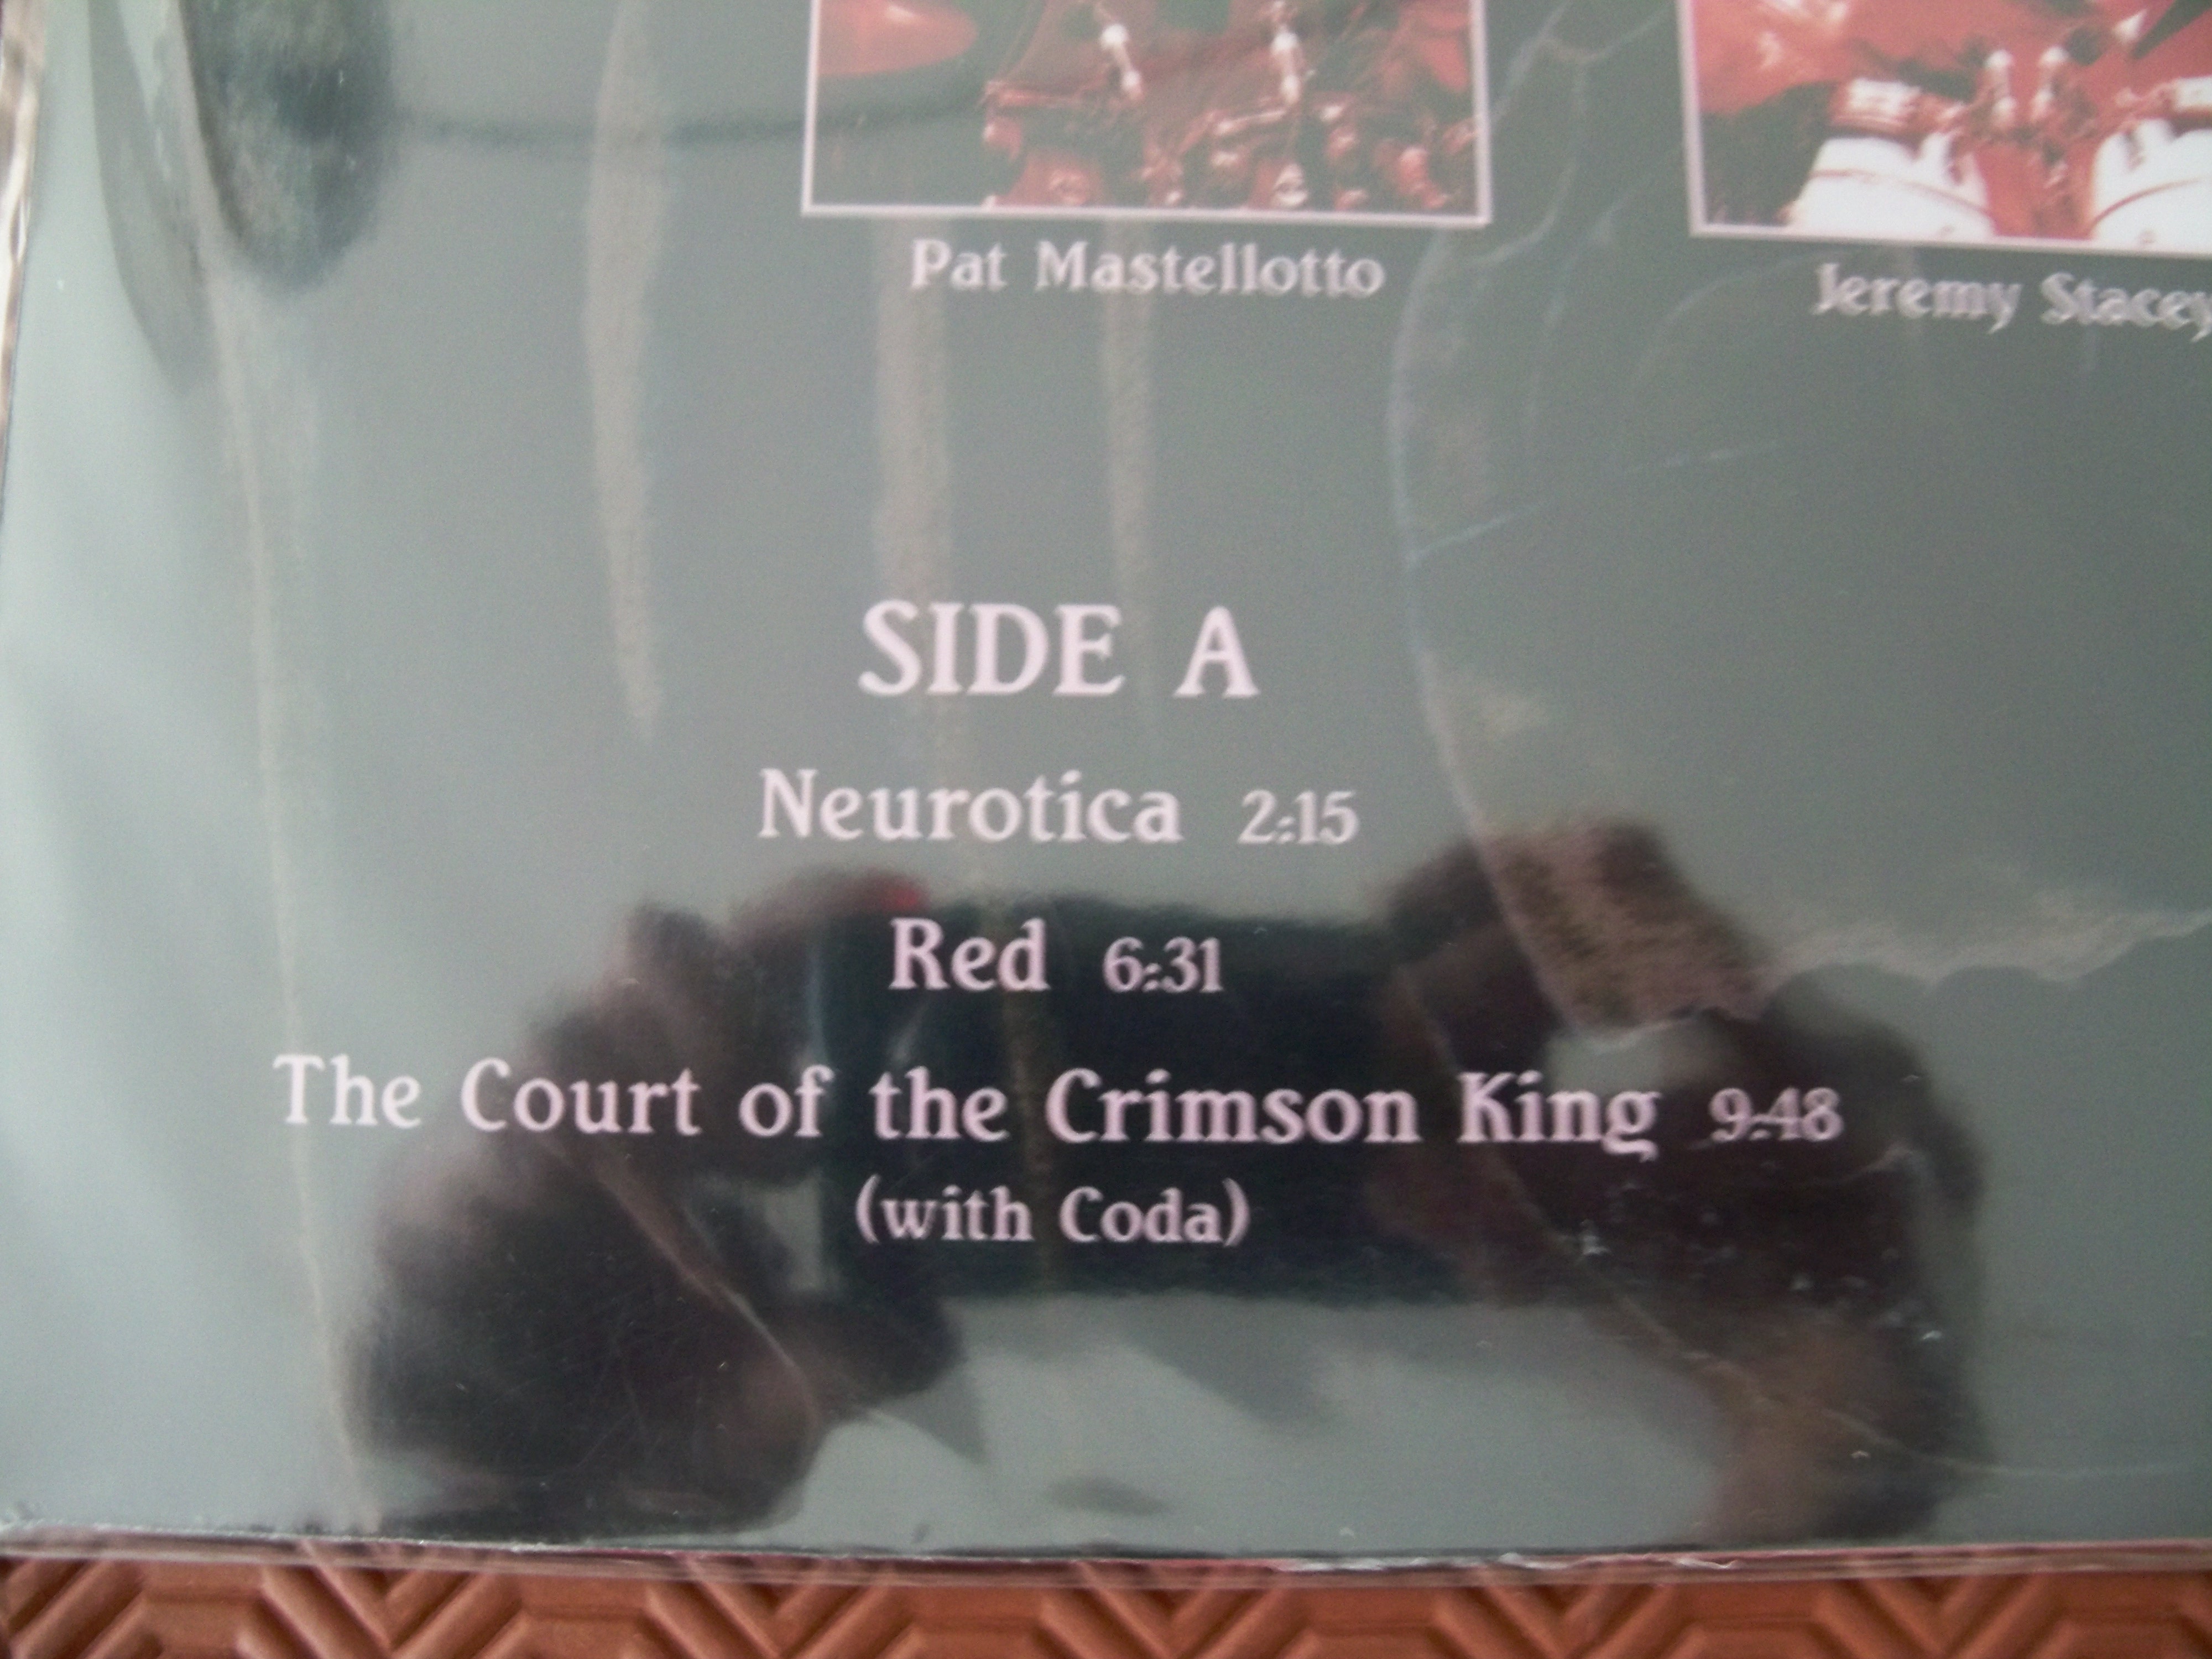 Pat Mastellotto
Jeremy Stacey
SIDE A
Neurotica 2:15
Red 6:31
The Court of the Crimson King 9:48
(with Coda)